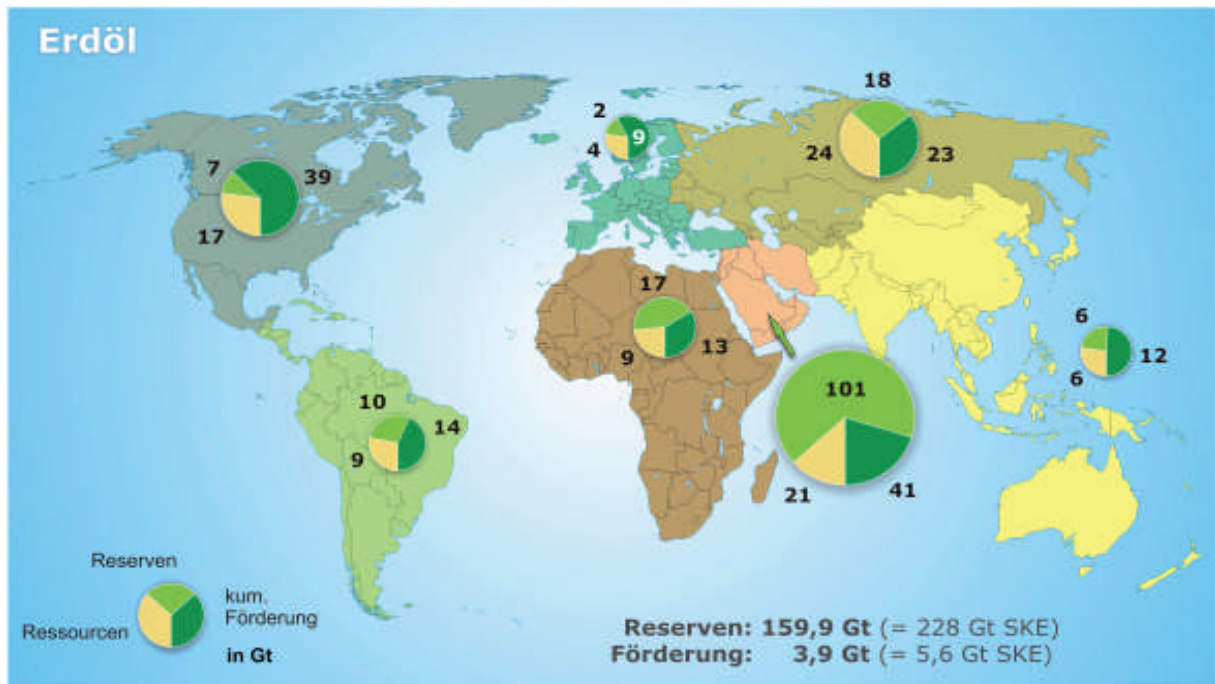 Erdöl
18
2
9
4
24
23
7
39
17
17
9
13
6
12
6
101
10
14
9
21
41
Reserven
kum.
Förderung
Ressourcen
in Gt
Reserven: 159,9 Gt (= 228 Gt SKE)
Förderung: 3,9 Gt (= 5,6 Gt SKE)